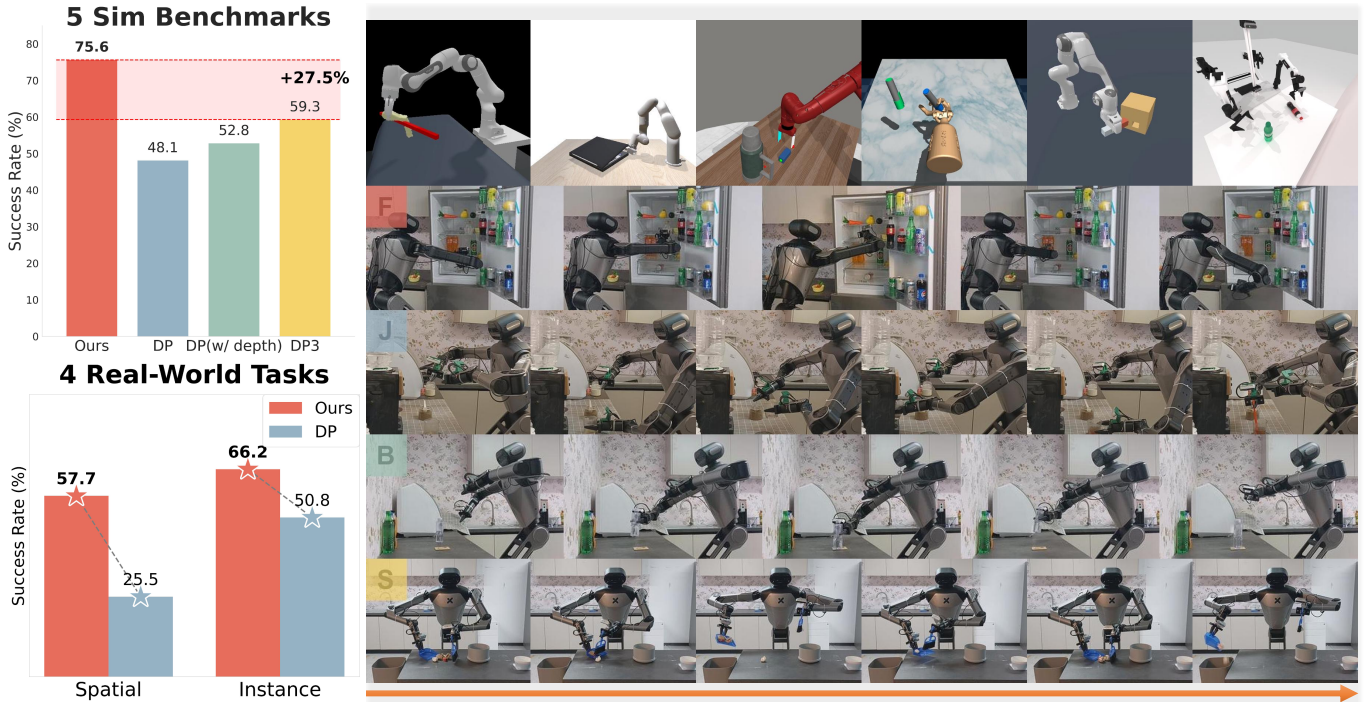 5 Sim Benchmarks
Success Rate (%)
80
70
60
50
40
30
20
10
0
75.6
48.1
52.8
59.3
+27.5%
Ours
DP
DP(w/ depth)
DP3
4 Real-World Tasks
Success Rate (%)
Ours
DP
57.7
25.5
66.2
50.8
Spatial
Instance
F
J
B
S